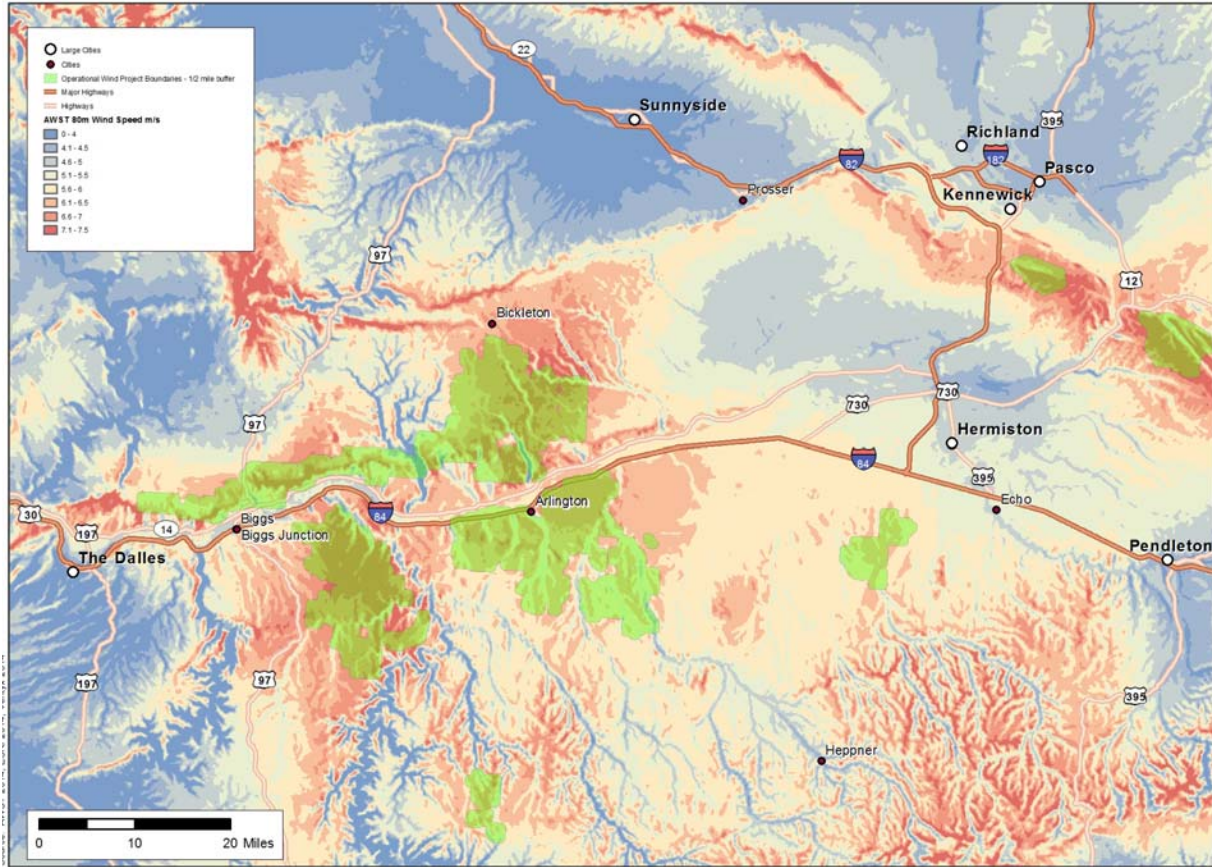 Large Cities
Cities
Operational Wind Project Boundaries - 1/2 mile buffer
Major Highways
Highways
AWST 80m Wind Speed m/s
0 - 4
4.1 - 4.5
4.6 - 5
5.1 - 5.5
5.6 - 6
6.1 - 6.5
6.6 - 7
7.1 - 7.5
22
Sunnyside
Richland
395
182
Pasco
82
Prosser
Kennewick
97
12
Bickleton
730
97
730
Hermiston
84
395
Arlington
Echo
84
30
197
14
Biggs
Biggs Junction
The Dalles
Pendleton
197
97
395
Heppner
0 10 20 Miles